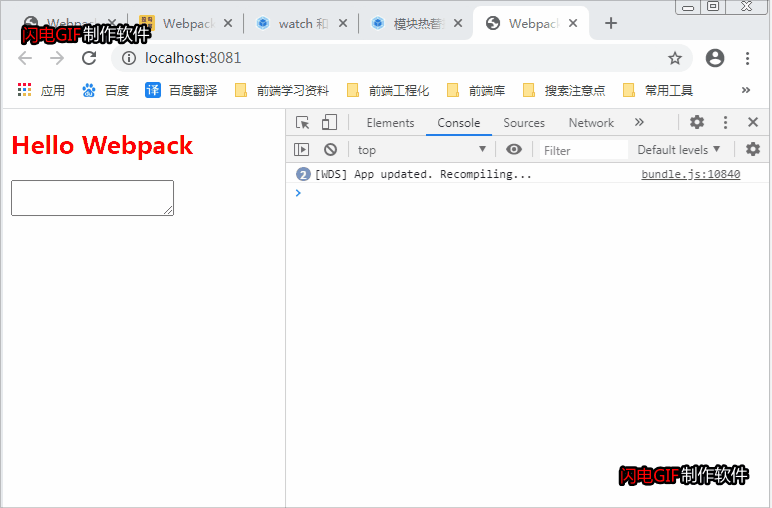 Webpack
Webpack
watch 和
模块热替
Webpack
闪电GIF制作软件
localhost:8081
应用 百度 百度翻译 前端学习资料 前端工程化 前端库 搜索注意点 常用工具 »
译
Hello Webpack
Elements Console Sources Network »
top Filter Default levels
2 [WDS] App updated. Recompiling... bundle.js:10840
闪电GIF制作软件